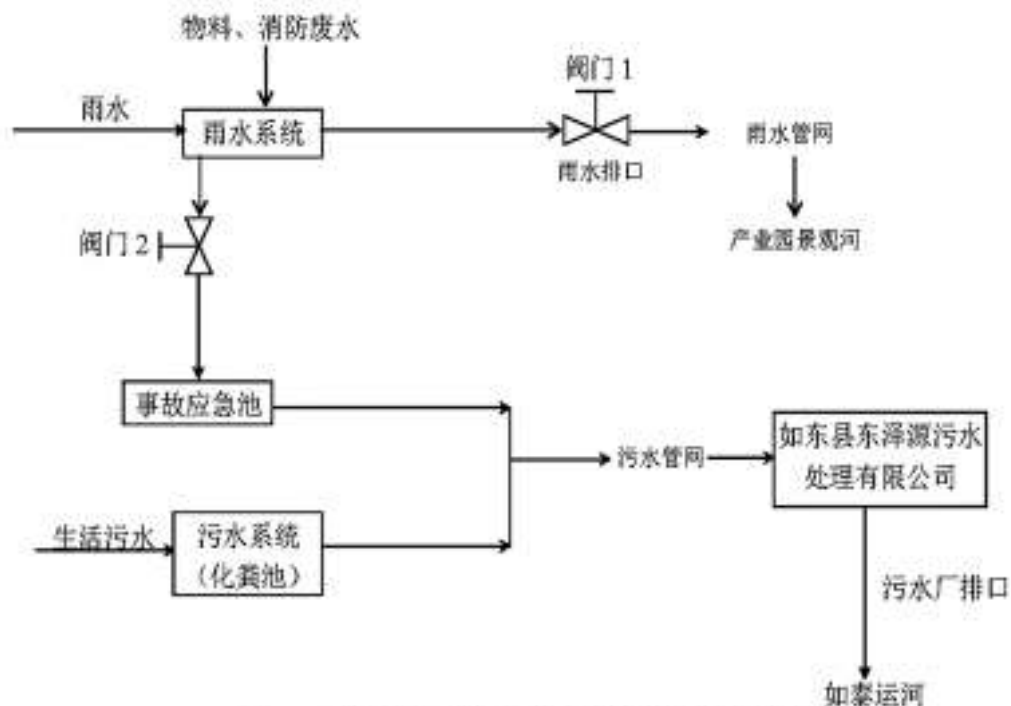 物料、消防废水
阀门 1
雨水
雨水系统
雨水管网
雨水排口
阀门 2
产业园景观河
事故应急池
如东县东泽源污水
处理有限公司
污水管网
生活污水
污水系统
（化粪池）
污水厂排口
如泰运河